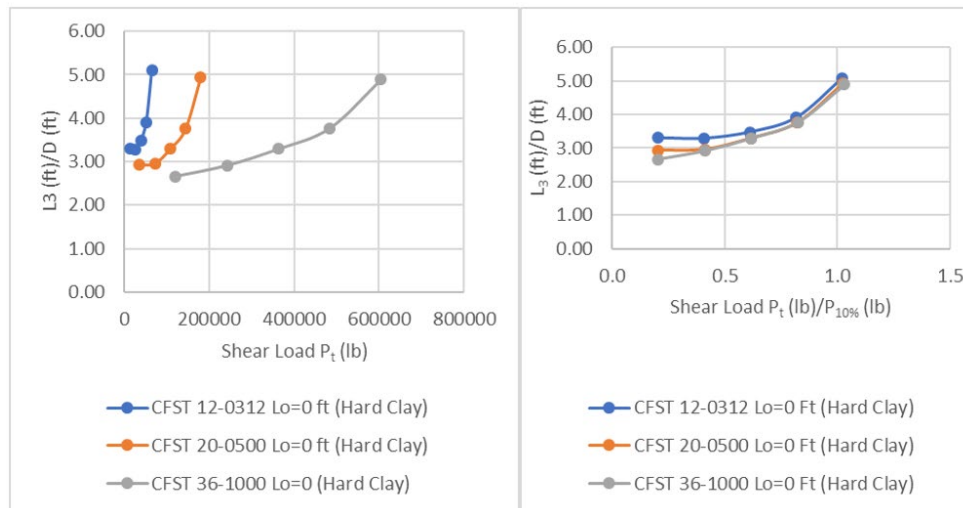 6.00
5.00
4.00
3.00
2.00
1.00
0.00
L3 (ft)/D (ft)
0 200000 400000 600000 800000
Shear Load Pt (lb)
CFST 12-0312 Lo=0 ft (Hard Clay)
CFST 20-0500 Lo=0 ft (Hard Clay)
CFST 36-1000 Lo=0 (Hard Clay)
6.00
5.00
4.00
3.00
2.00
1.00
0.00
L3 (ft)/D (ft)
0.0 0.5 1.0 1.5
Shear Load Pt (lb)/P10% (lb)
CFST 12-0312 Lo=0 Ft (Hard Clay)
CFST 20-0500 Lo=0 Ft (Hard Clay)
CFST 36-1000 Lo=0 Ft (Hard Clay)